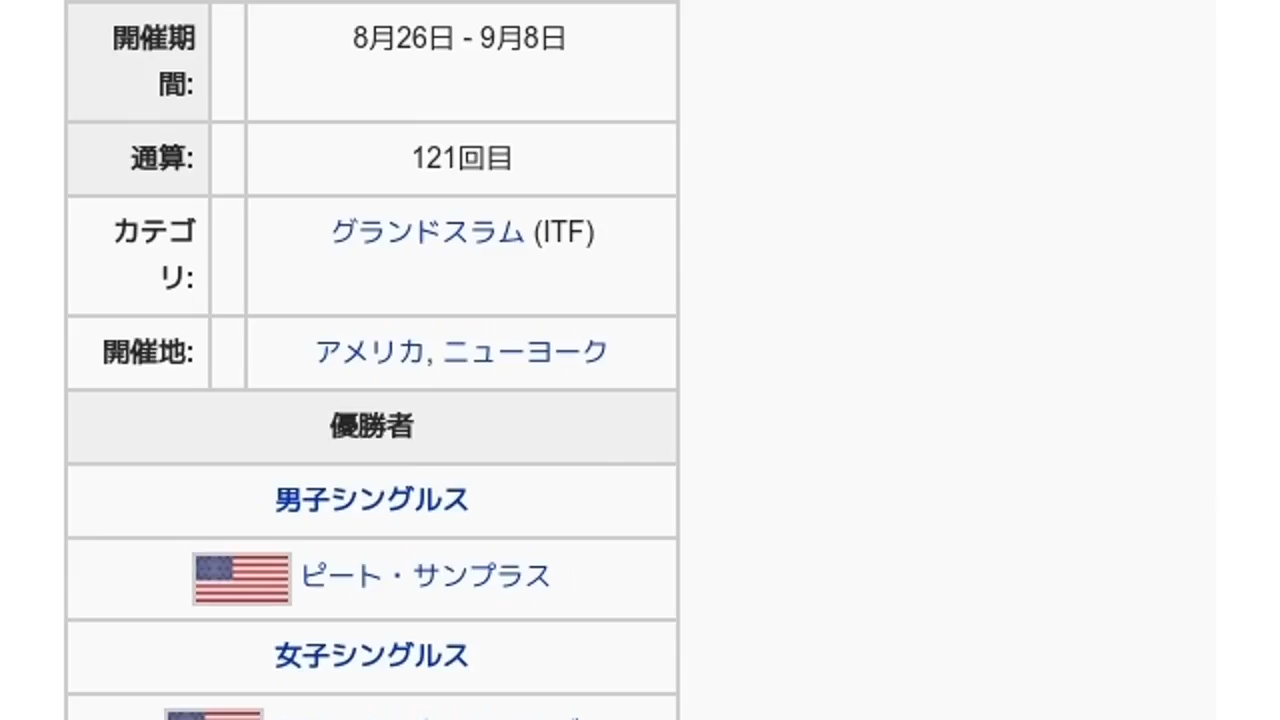 開催期
間:
8月26日 - 9月8日
通算:
121回目
カテゴ
リ:
グランドスラム (ITF)
開催地:
アメリカ, ニューヨーク
優勝者
男子シングルス
ピート・サンプラス
女子シングルス